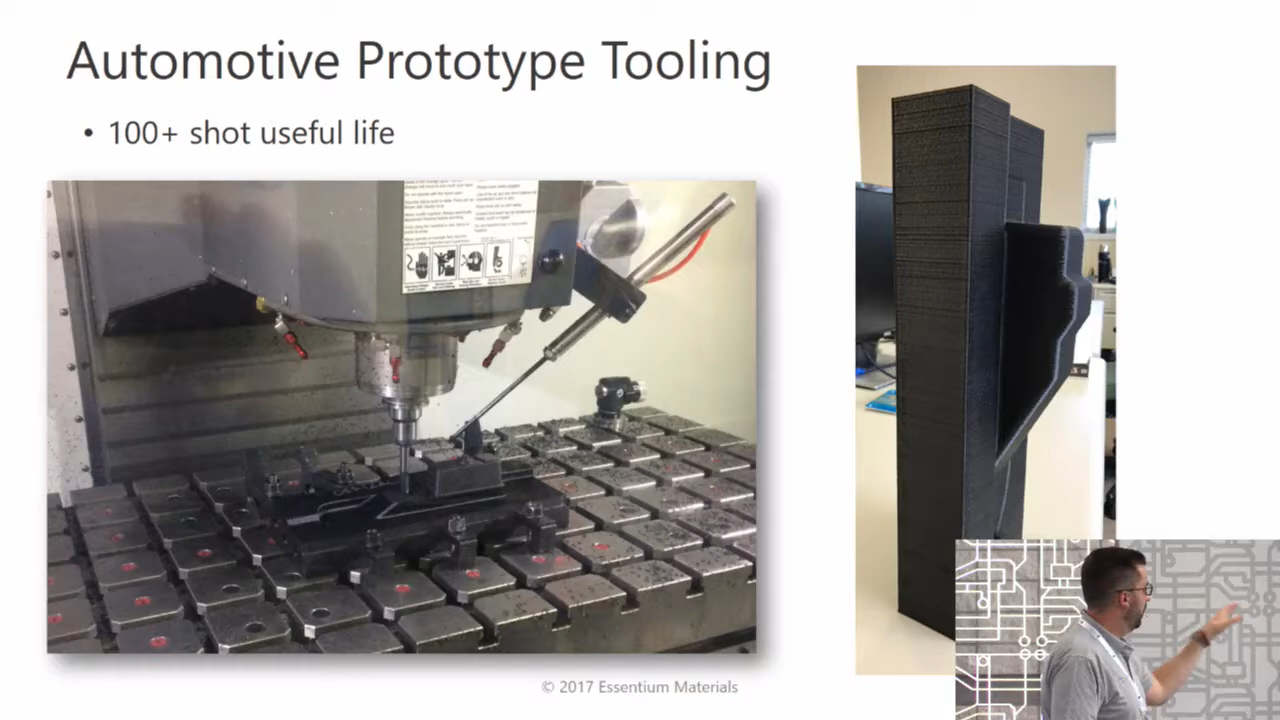 Automotive Prototype Tooling
• 100+ shot useful life
© 2017 Essentium Materials